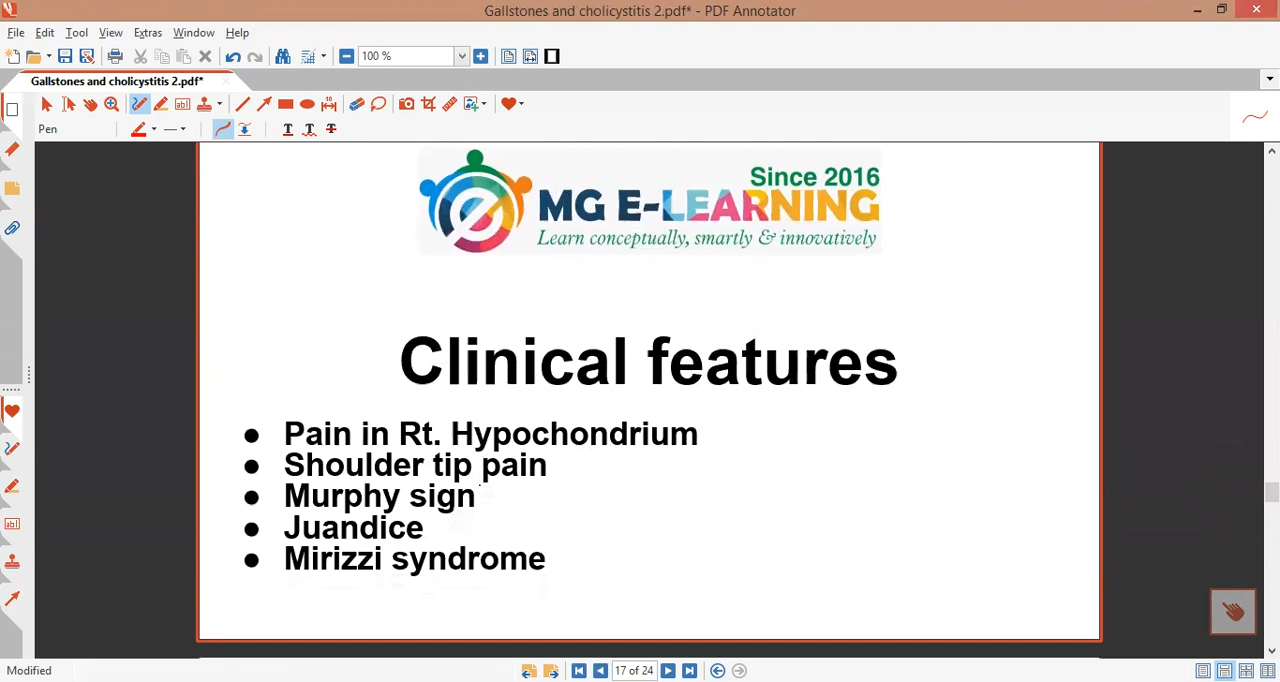 Gallstones and cholicystitis 2.pdf* - PDF Annotator
File Edit Tool View Extras Window Help
100 %
Gallstones and cholicystitis 2.pdf*
Pen
Since 2016
MG E-LEARNING
Learn conceptually, smartly & innovatively
Clinical features
● Pain in Rt. Hypochondrium
● Shoulder tip pain
● Murphy sign
● Juandice
● Mirizzi syndrome
Modified
17 of 24